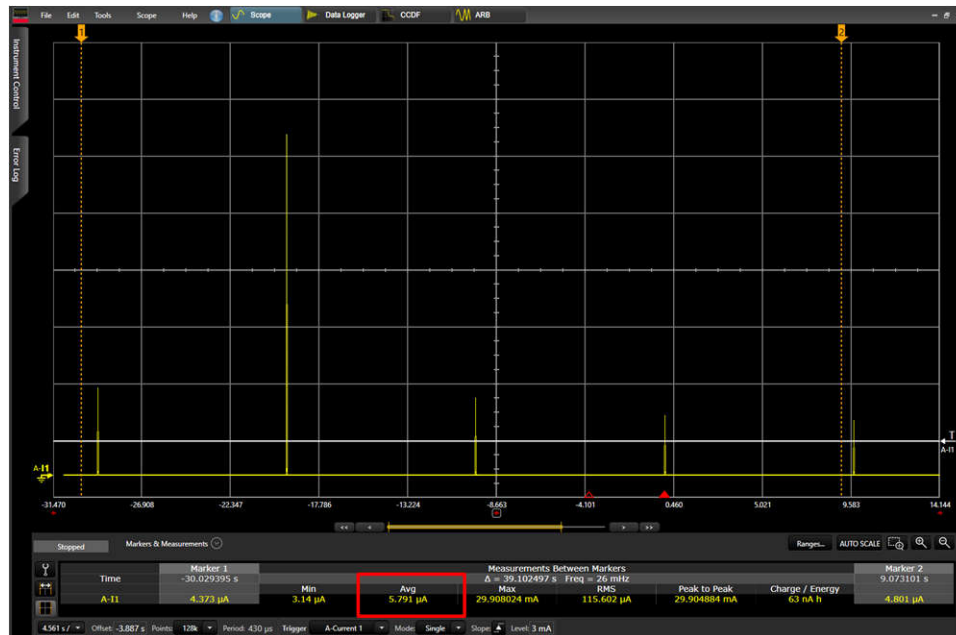 File Edit Tools Scope Help Scope Data Logger CCDF ARB
1 2
Instrument Control
Error Log
T
A-I1
A-I1
-31.470 -26.908 -22.347 -17.786 -13.224 -8.663 -4.101 0.460 5.021 9.583 14.144
Stopped Markers & Measurements Ranges... AUTO SCALE
Marker 1 Measurements Between Markers Marker 2
Time -30.029395 s Δ = 39.102497 s Freq = 26 mHz 9.073101 s
Min Avg Max RMS Peak to Peak Charge / Energy
A-I1 4.373 µA 3.14 µA 5.791 µA 29.908024 mA 115.602 µA 29.904884 mA 63 nA h 4.801 µA
4.561 s / Offset: -3.887 s Points: 128k Period: 430 µs Trigger A-Current 1 Mode: Single Slope: Level: 3 mA